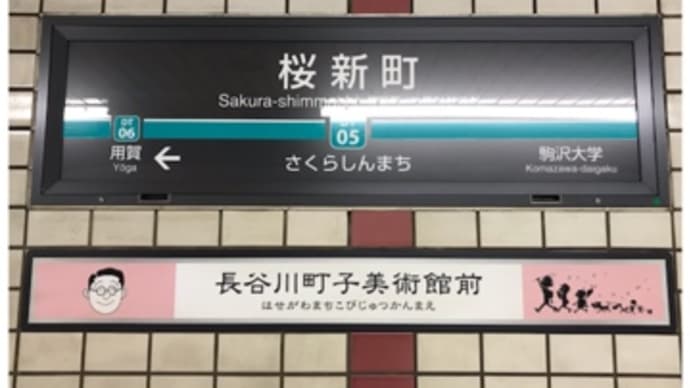 桜新町
Sakura-shimmachi
DT
06
DT
05
用賀
Yōga
←
さくらしんまち
駒沢大学
Komazawa-daigaku
長谷川町子美術館前
はせがわまちこびじゅつかんまえ